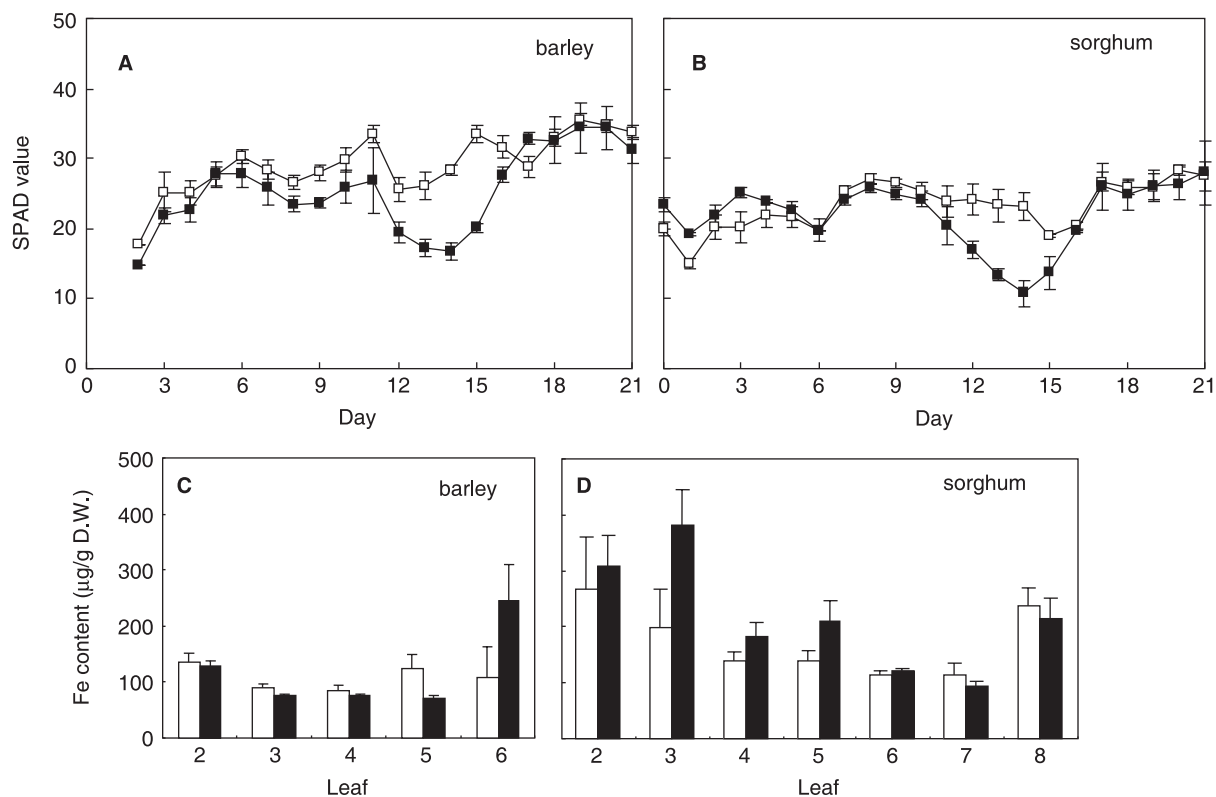 A
barley
SPAD value
50
40
30
20
10
0
0 3 6 9 12 15 18 21
Day
B
sorghum
0 3 6 9 12 15 18 21
Day
C
barley
Fe content (μg/g D.W.)
500
400
300
200
100
0
2 3 4 5 6
Leaf
D
sorghum
2 3 4 5 6 7 8
Leaf